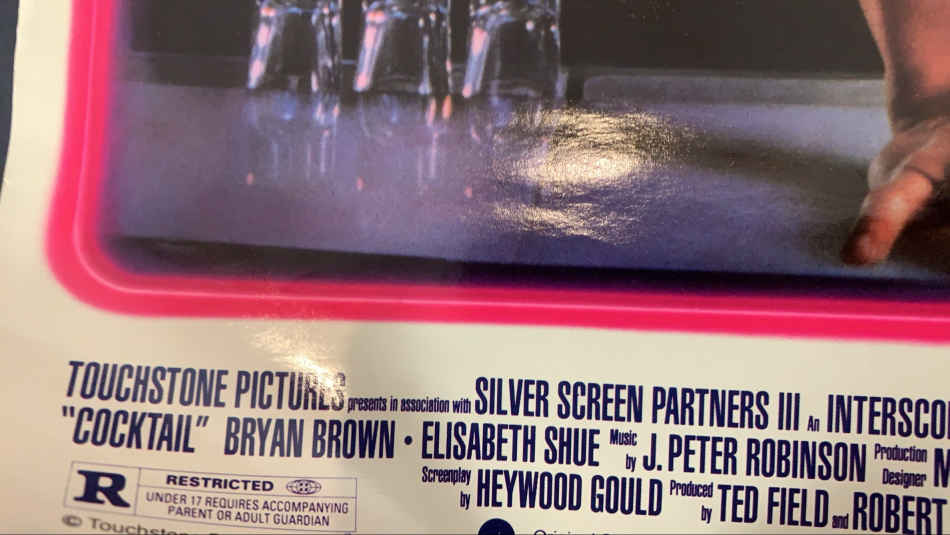 TOUCHSTONE PICTURES presents in association with SILVER SCREEN PARTNERS III An
"COCKTAIL" BRYAN BROWN • ELISABETH SHUE Music by J. PETER ROBINSON Production Designer
Screenplay by HEYWOOD GOULD Produced by TED FIELD and ROBERT
R RESTRICTED
UNDER 17 REQUIRES ACCOMPANYING
PARENT OR ADULT GUARDIAN
©